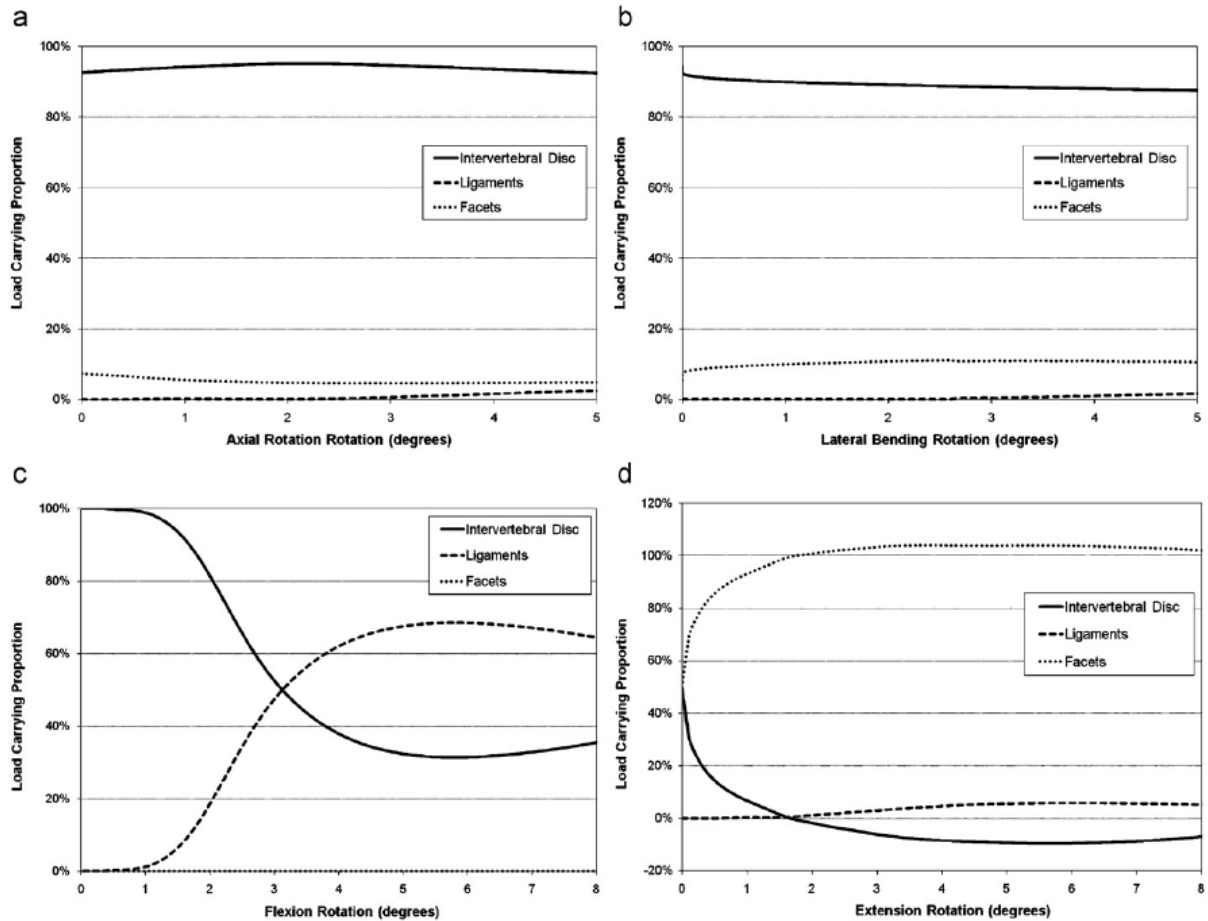 a
100%
80%
60%
40%
20%
0%
Load Carrying Proportion
Intervertebral Disc
Ligaments
Facets
0 1 2 3 4 5
Axial Rotation Rotation (degrees)
b
100%
80%
60%
40%
20%
0%
Load Carrying Proportion
Intervertebral Disc
Ligaments
Facets
0 1 2 3 4 5
Lateral Bending Rotation (degrees)
c
100%
80%
60%
40%
20%
0%
Load Carrying Proportion
Intervertebral Disc
Ligaments
Facets
0 1 2 3 4 5 6 7 8
Flexion Rotation (degrees)
d
120%
100%
80%
60%
40%
20%
0%
-20%
Load Carrying Proportion
Intervertebral Disc
Ligaments
Facets
0 1 2 3 4 5 6 7 8
Extension Rotation (degrees)